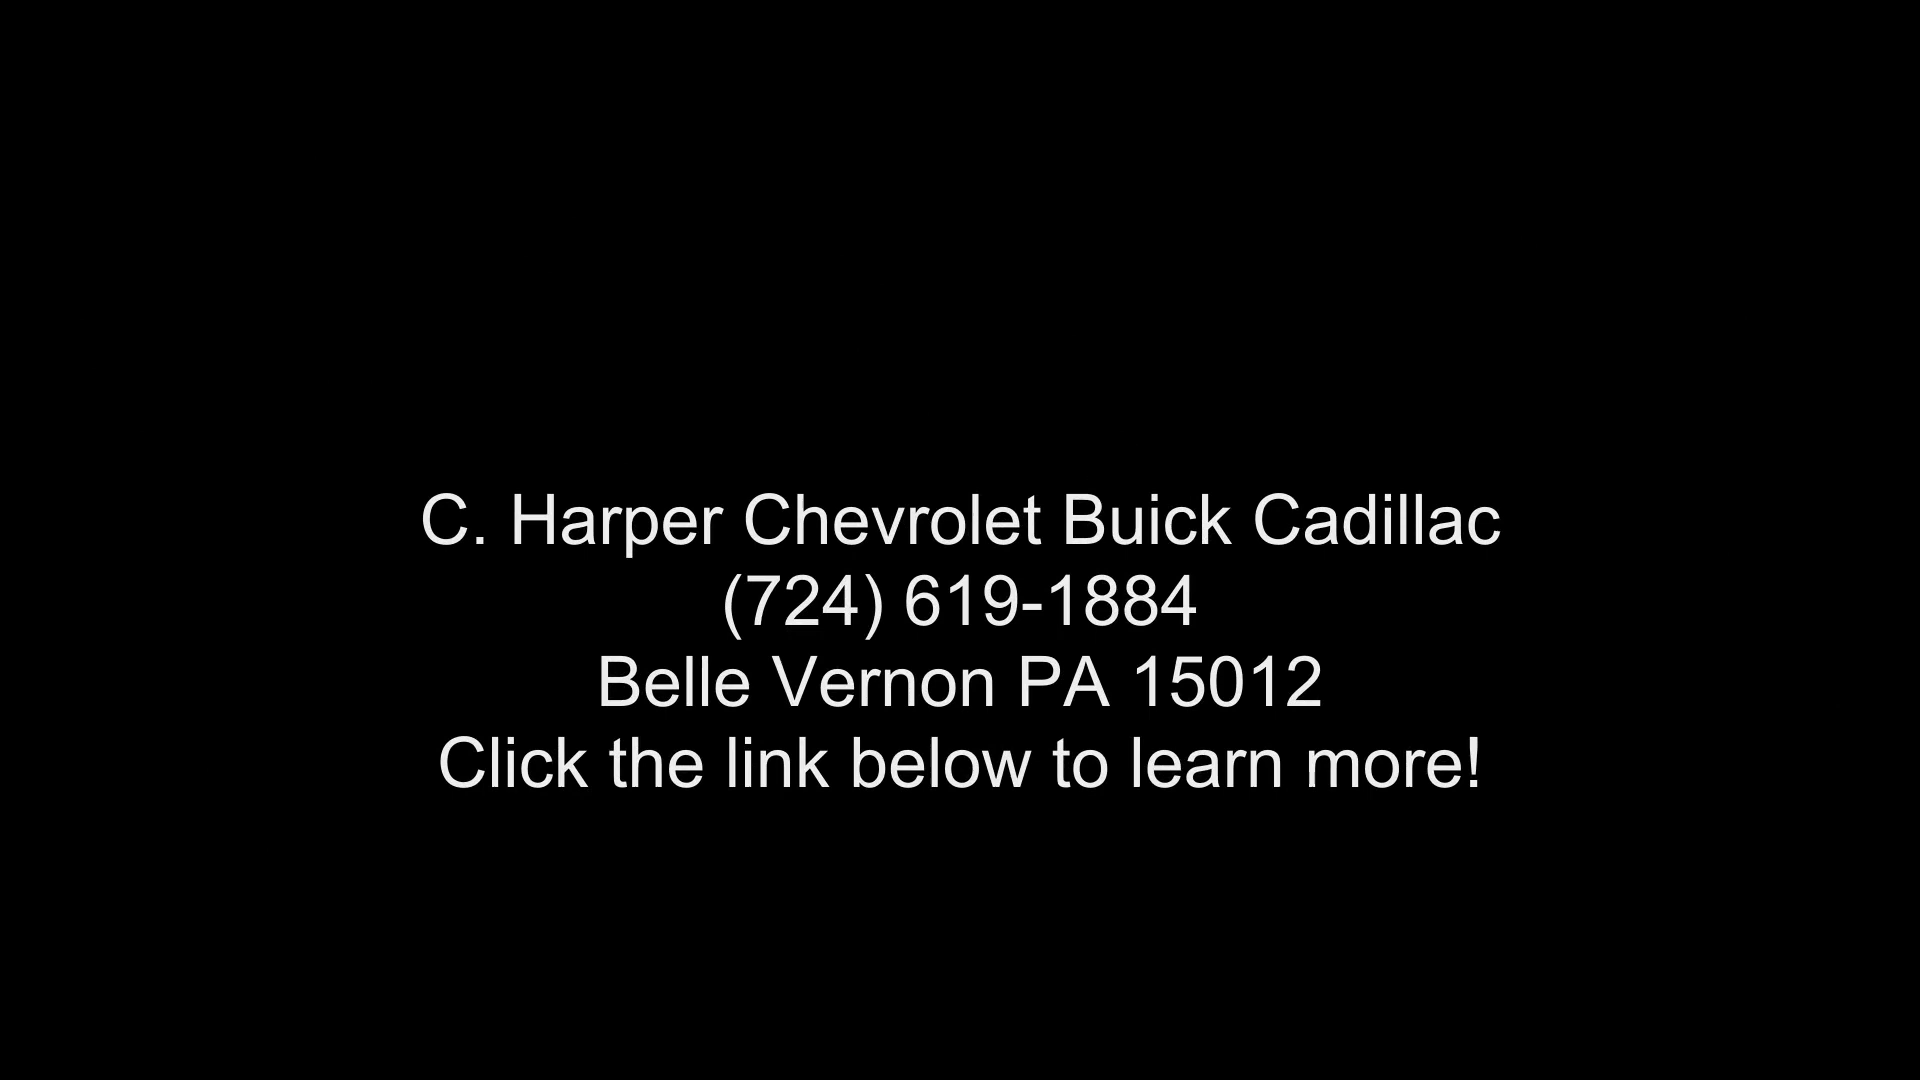 C. Harper Chevrolet Buick Cadillac
(724) 619-1884
Belle Vernon PA 15012
Click the link below to learn more!